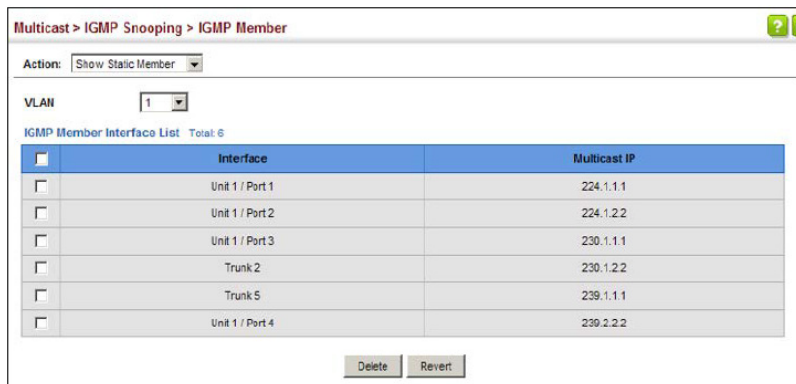 Multicast > IGMP Snooping > IGMP Member
?
Action: Show Static Member
VLAN 1
IGMP Member Interface List Total: 6
Interface Multicast IP
Unit 1 / Port 1 224.1.1.1
Unit 1 / Port 2 224.1.2.2
Unit 1 / Port 3 230.1.1.1
Trunk 2 230.1.2.2
Trunk 5 239.1.1.1
Unit 1 / Port 4 239.2.2.2
Delete Revert